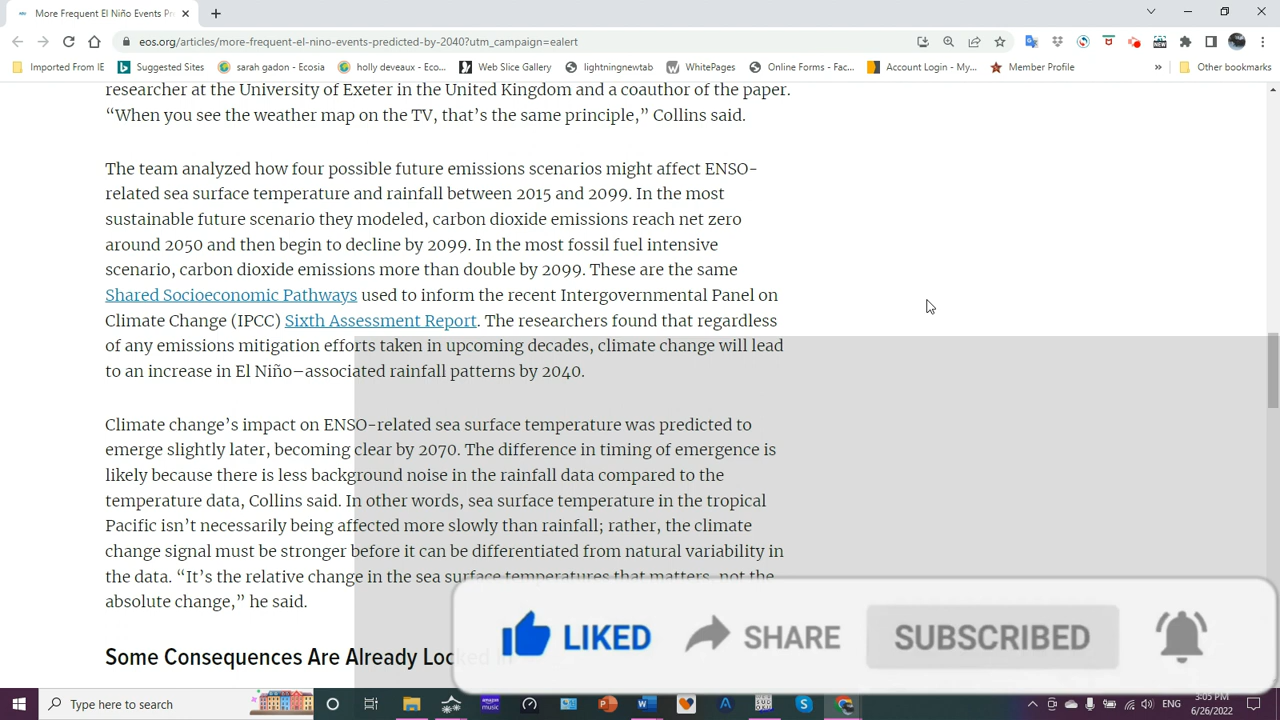 More Frequent El Niño Events Pr
eos.org/articles/more-frequent-el-nino-events-predicted-by-2040?utm_campaign=ealert
Imported From IE
Suggested Sites
sarah gadon - Ecosia
holly deveaux - Eco...
Web Slice Gallery
lightningnewtab
WhitePages
Online Forms - Fac...
Account Login - My...
Member Profile
»
Other bookmarks
researcher at the University of Exeter in the United Kingdom and a coauthor of the paper.
“When you see the weather map on the TV, that’s the same principle,” Collins said.
The team analyzed how four possible future emissions scenarios might affect ENSO-
related sea surface temperature and rainfall between 2015 and 2099. In the most
sustainable future scenario they modeled, carbon dioxide emissions reach net zero
around 2050 and then begin to decline by 2099. In the most fossil fuel intensive
scenario, carbon dioxide emissions more than double by 2099. These are the same
Shared Socioeconomic Pathways used to inform the recent Intergovernmental Panel on
Climate Change (IPCC) Sixth Assessment Report. The researchers found that regardless
of any emissions mitigation efforts taken in upcoming decades, climate change will lead
to an increase in El Niño–associated rainfall patterns by 2040.
Climate change’s impact on ENSO-related sea surface temperature was predicted to
emerge slightly later, becoming clear by 2070. The difference in timing of emergence is
likely because there is less background noise in the rainfall data compared to the
temperature data, Collins said. In other words, sea surface temperature in the tropical
Pacific isn’t necessarily being affected more slowly than rainfall; rather, the climate
change signal must be stronger before it can be differentiated from natural variability in
the data. “It’s the relative change in the sea surface temperatures that matters, not the
absolute change,” he said.
Some Consequences Are Already Locked In
LIKED
SHARE
SUBSCRIBED
Type here to search
amazon music
ENG
3:05 PM
6/26/2022